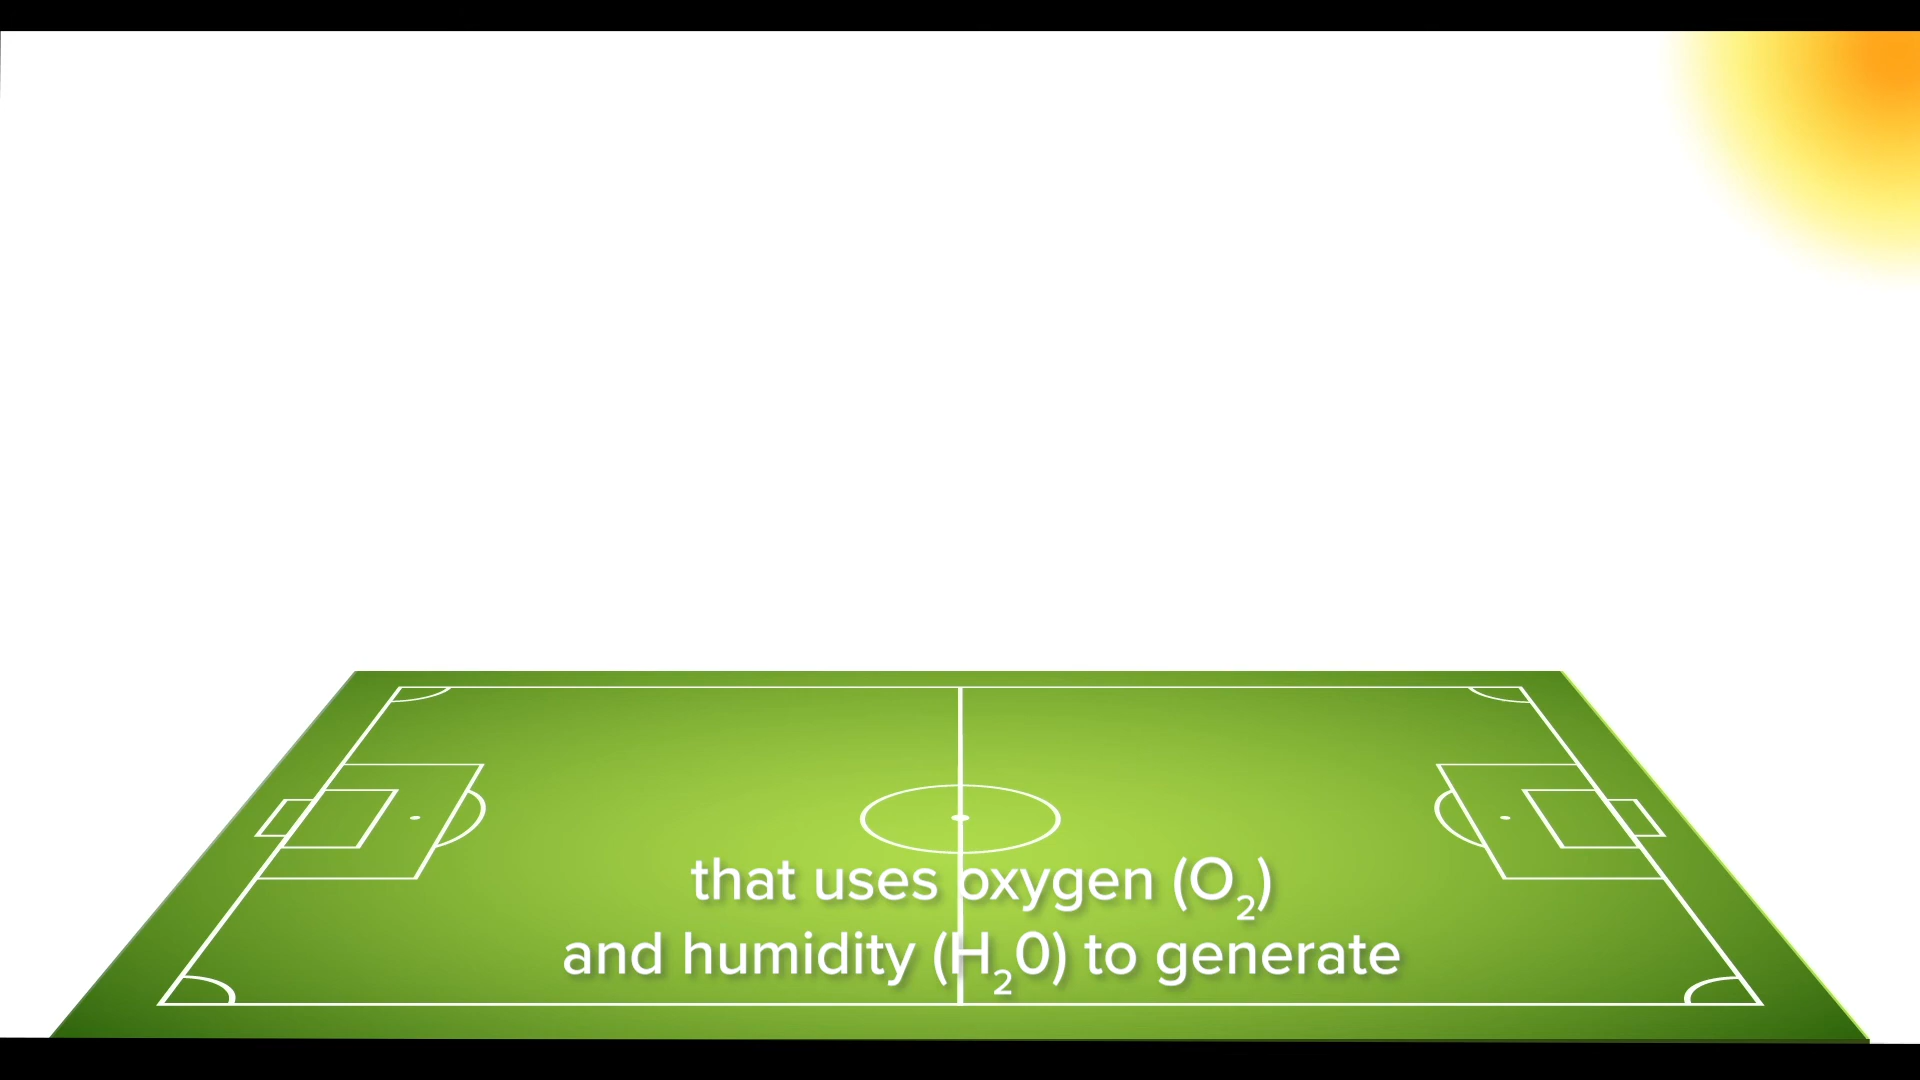 that uses oxygen (O₂)
and humidity (H₂0) to generate